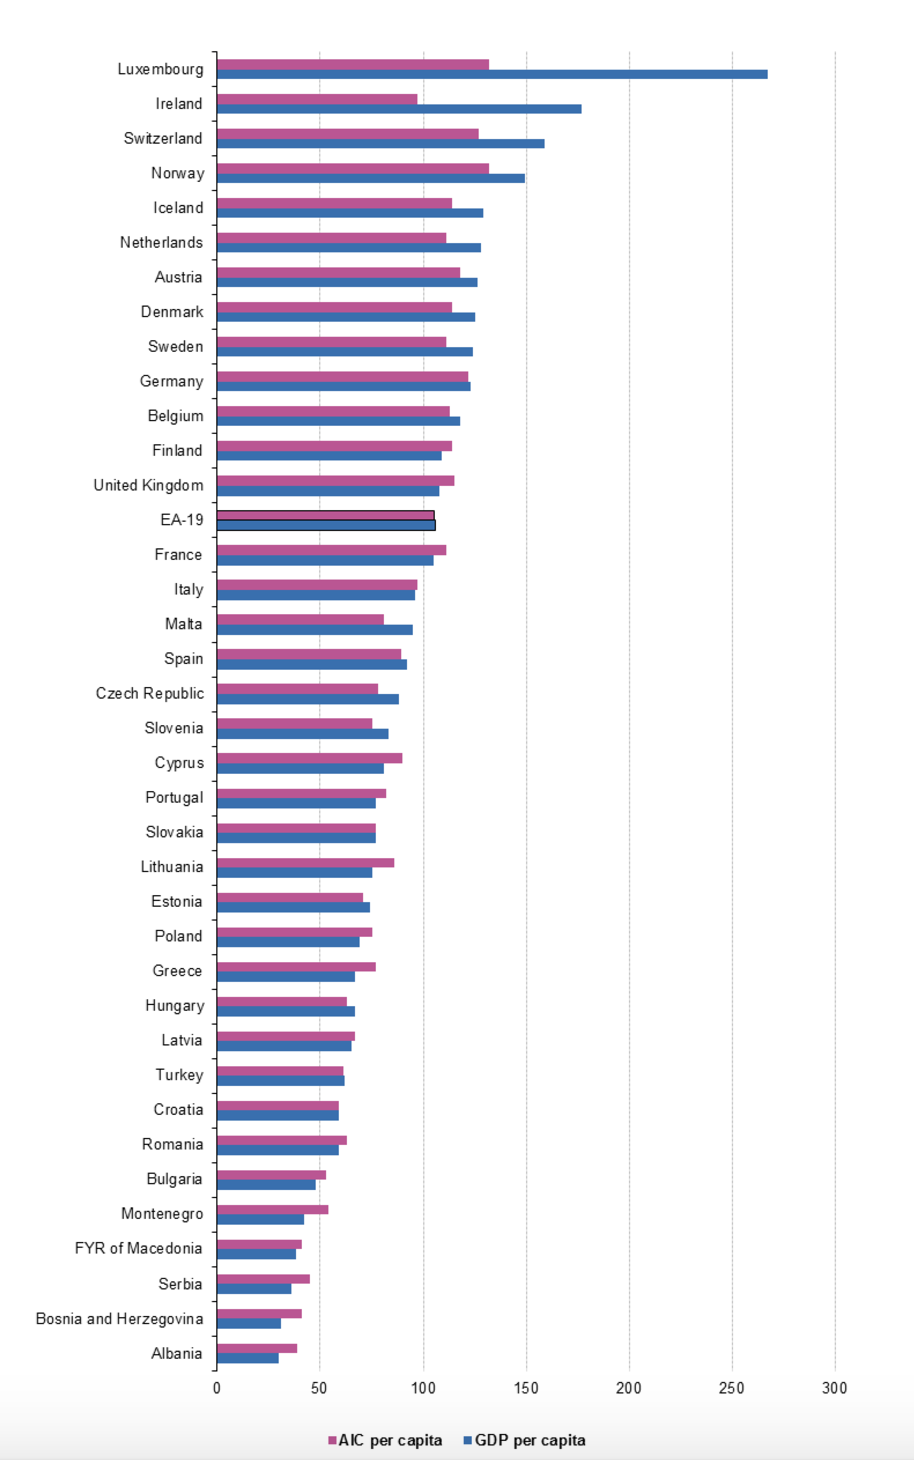 Luxembourg
Ireland
Switzerland
Norway
Iceland
Netherlands
Austria
Denmark
Sweden
Germany
Belgium
Finland
United Kingdom
EA-19
France
Italy
Malta
Spain
Czech Republic
Slovenia
Cyprus
Portugal
Slovakia
Lithuania
Estonia
Poland
Greece
Hungary
Latvia
Turkey
Croatia
Romania
Bulgaria
Montenegro
FYR of Macedonia
Serbia
Bosnia and Herzegovina
Albania
0 50 100 150 200 250 300
AIC per capita GDP per capita